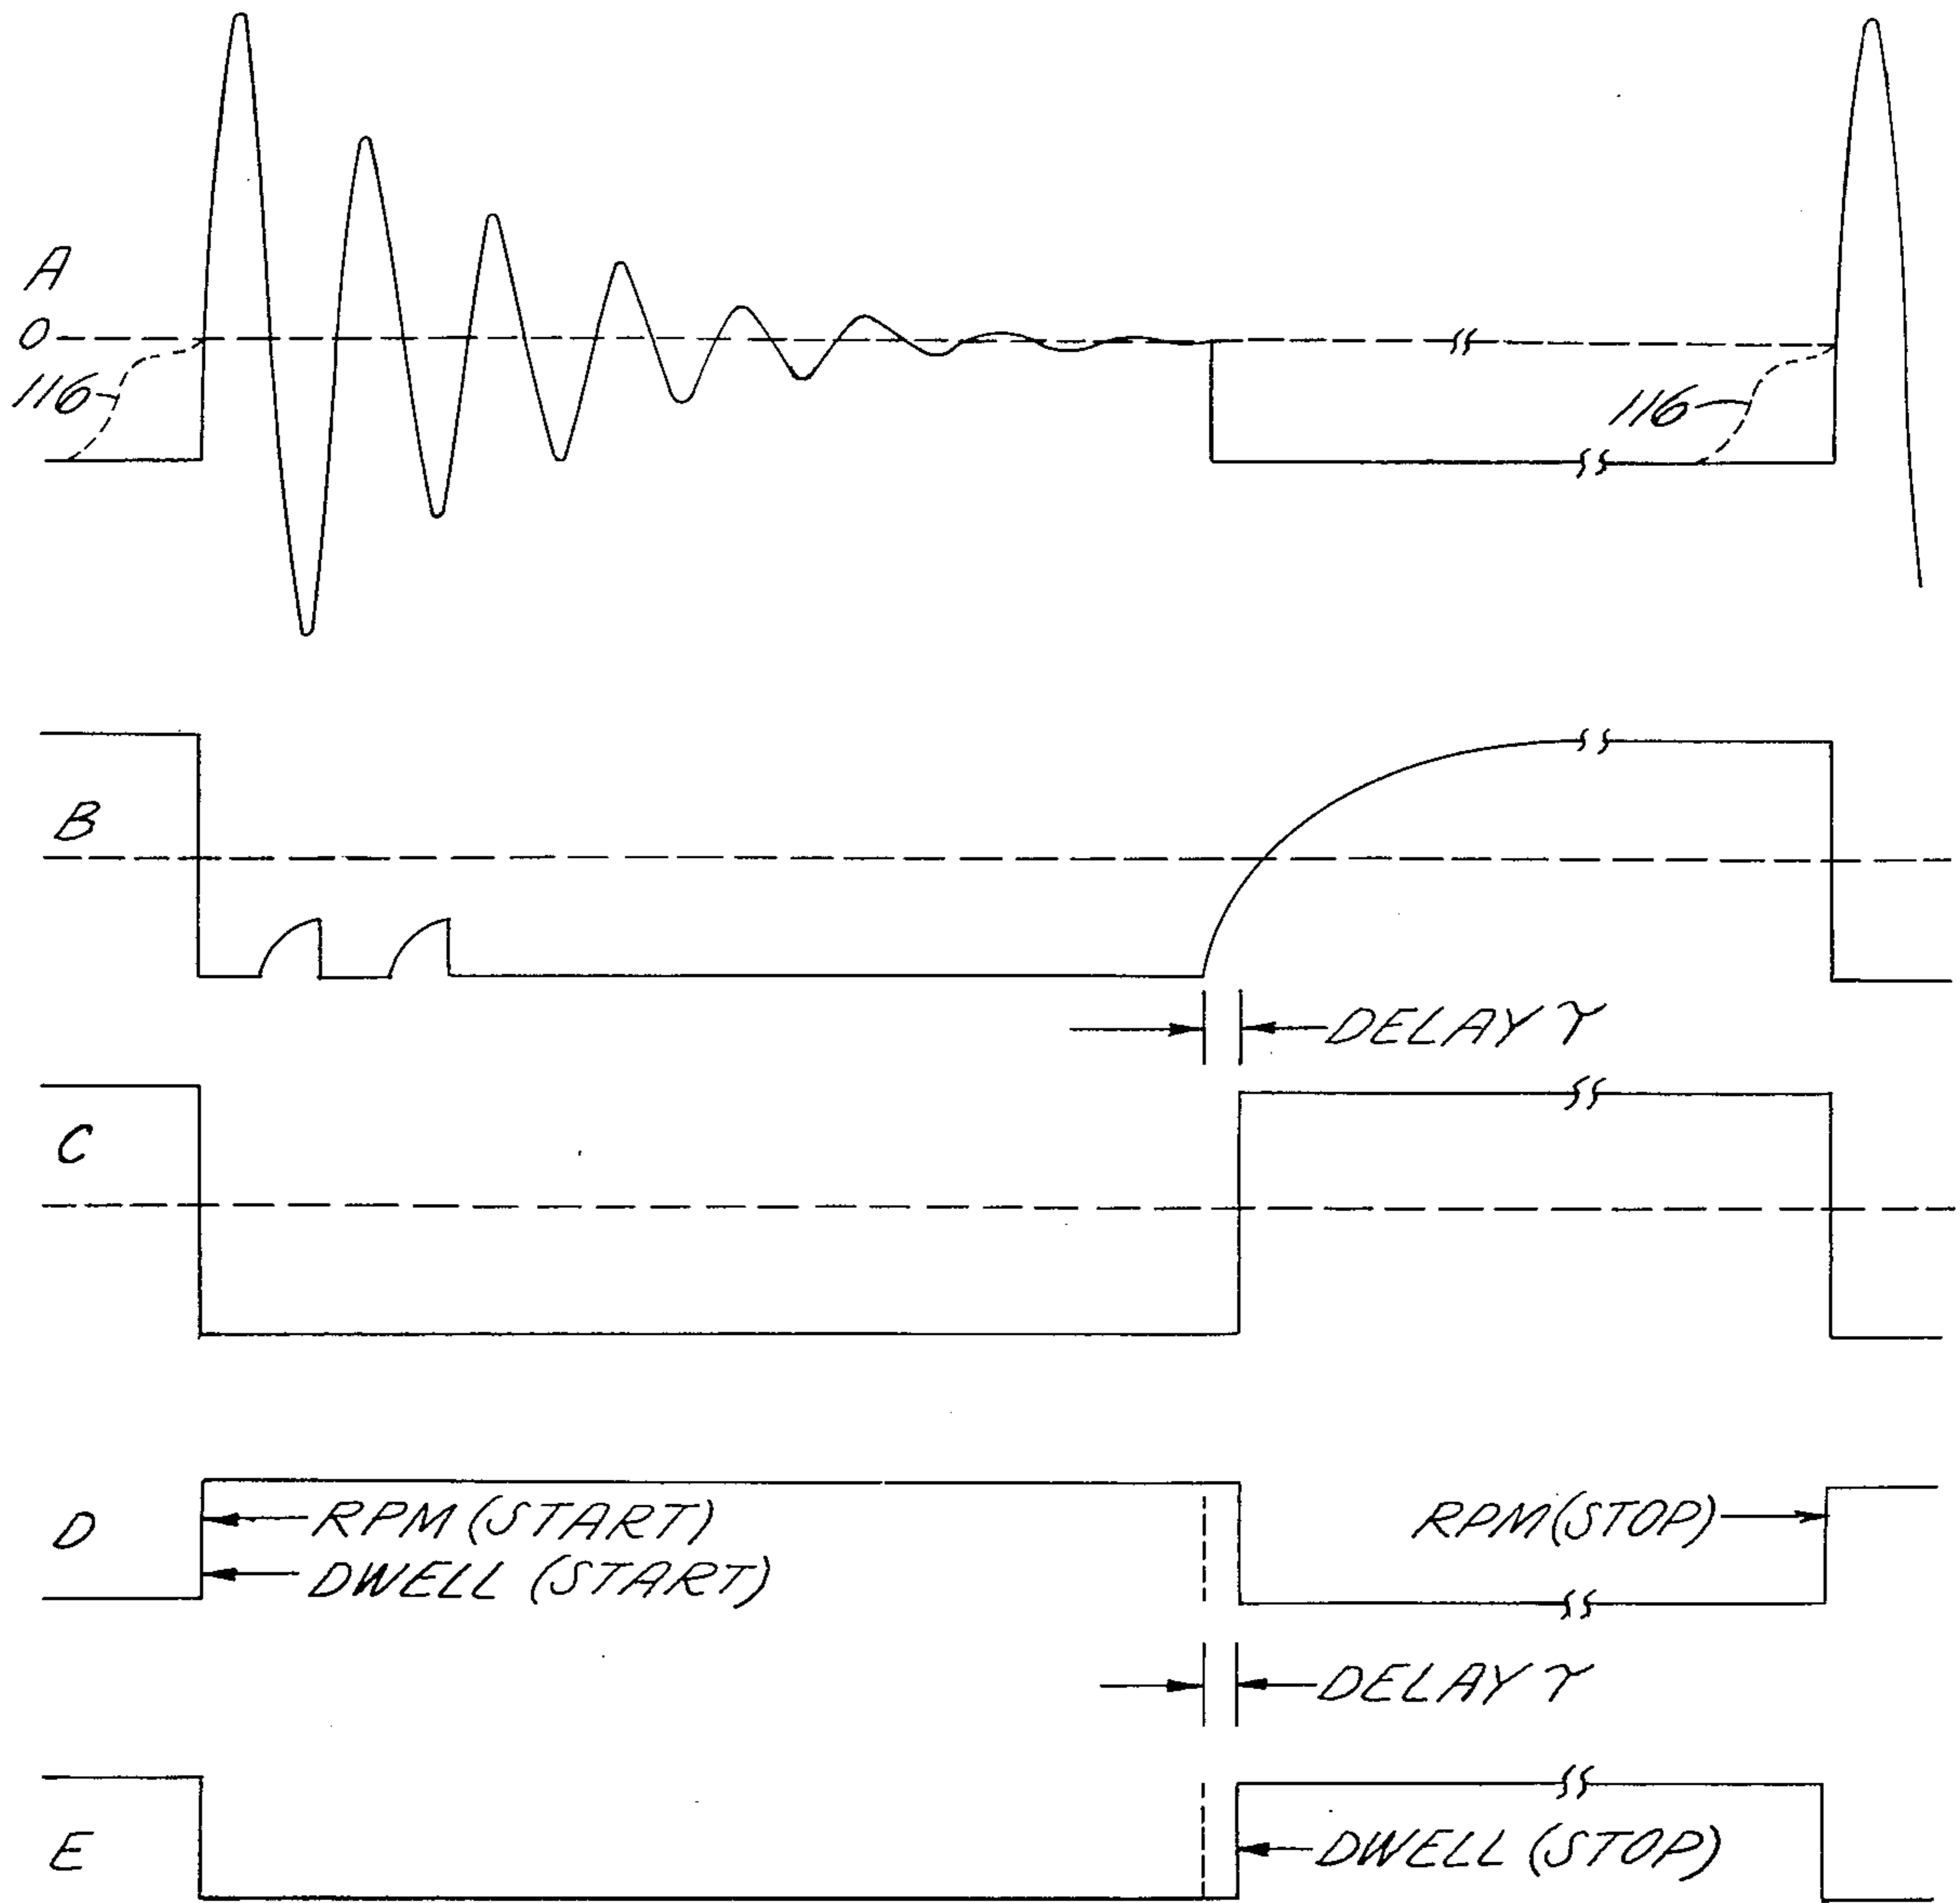 A
0
116
116
B
DELAY τ
C
D
RPM (START)
RPM (STOP)
DWELL (START)
DELAY τ
E
DWELL (STOP)